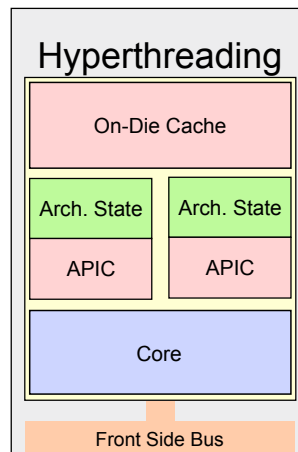 Hyperthreading
On-Die Cache
Arch. State
Arch. State
APIC
APIC
Core
Front Side Bus